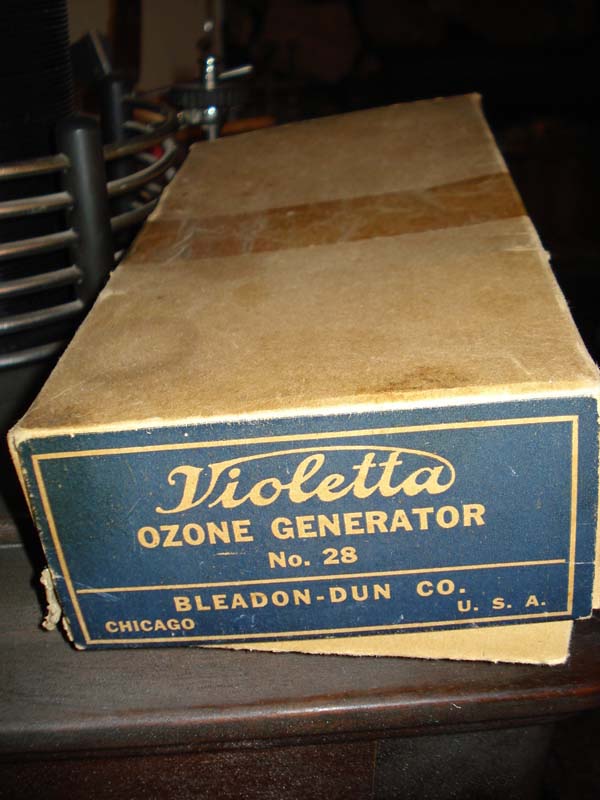 Violetta
OZONE GENERATOR
No. 28
BLEADON-DUN CO.
CHICAGO U. S. A.